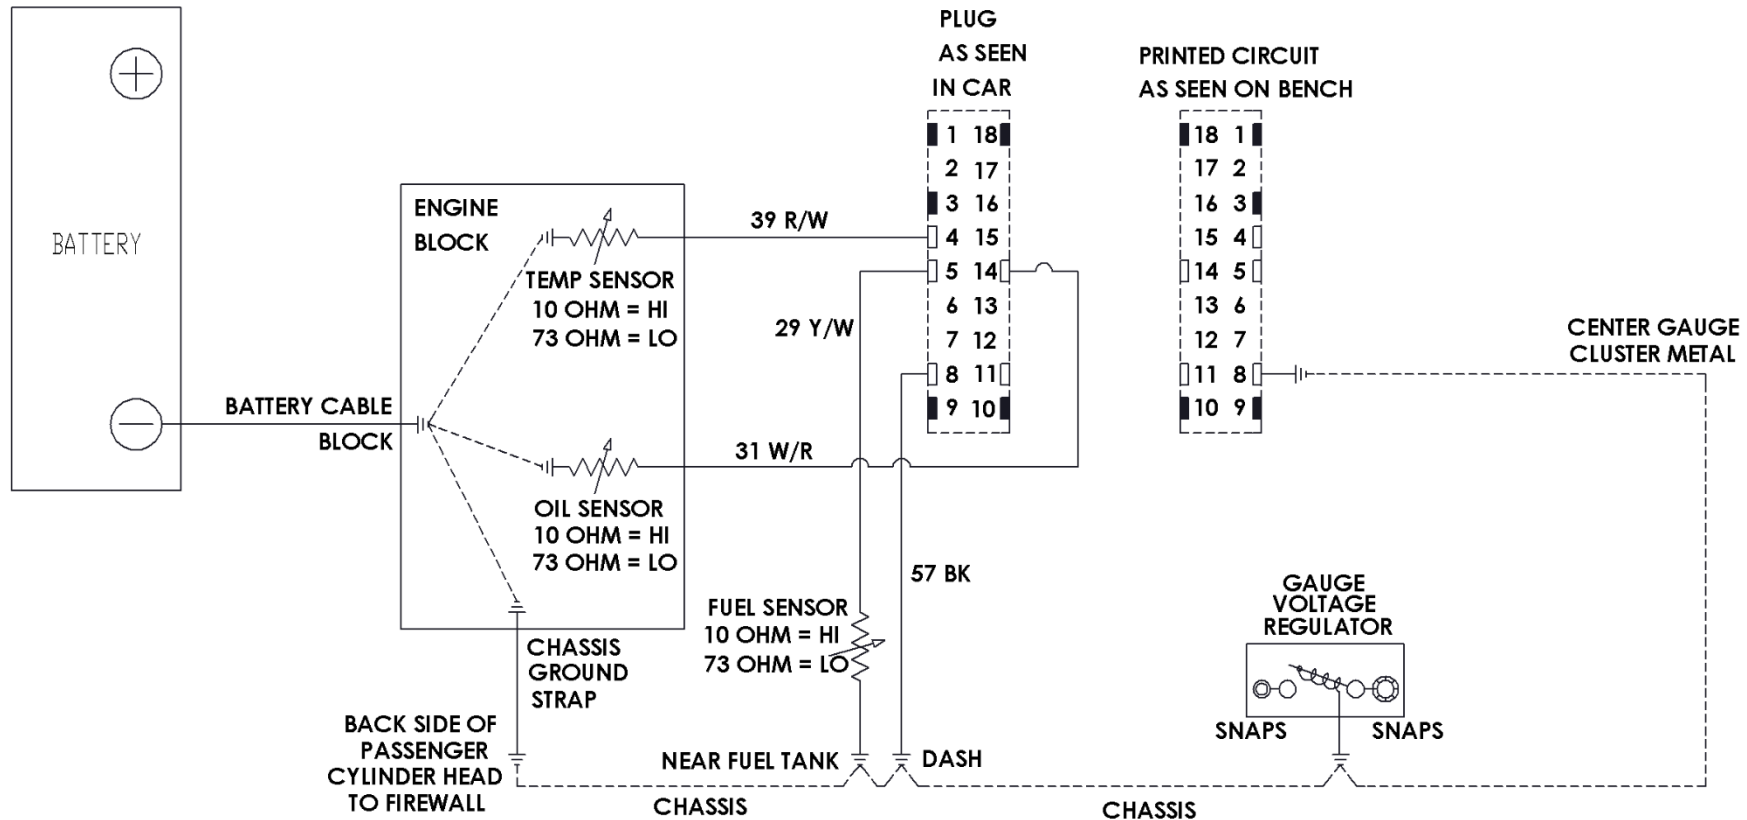 BATTERY
BATTERY CABLE
BLOCK
ENGINE
BLOCK
TEMP SENSOR
10 OHM = HI
73 OHM = LO
OIL SENSOR
10 OHM = HI
73 OHM = LO
CHASSIS
GROUND
STRAP
BACK SIDE OF
PASSENGER
CYLINDER HEAD
TO FIREWALL
39 R/W
29 Y/W
31 W/R
57 BK
FUEL SENSOR
10 OHM = HI
73 OHM = LO
NEAR FUEL TANK
DASH
CHASSIS
CHASSIS
PLUG
AS SEEN
IN CAR
1 18
2 17
3 16
4 15
5 14
6 13
7 12
8 11
9 10
PRINTED CIRCUIT
AS SEEN ON BENCH
18 1
17 2
16 3
15 4
14 5
13 6
12 7
11 8
10 9
CENTER GAUGE
CLUSTER METAL
GAUGE
VOLTAGE
REGULATOR
SNAPS
SNAPS